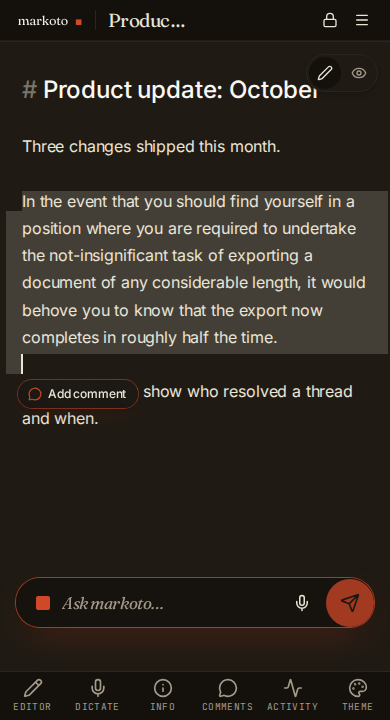 markoto
Produc...
# Product update: October
Three changes shipped this month.
In the event that you should find yourself in a
position where you are required to undertake
the not-insignificant task of exporting a
document of any considerable length, it would
behove you to know that the export now
completes in roughly half the time.
Add comment show who resolved a thread
and when.
Ask markoto...
EDITOR DICTATE INFO COMMENTS ACTIVITY THEME